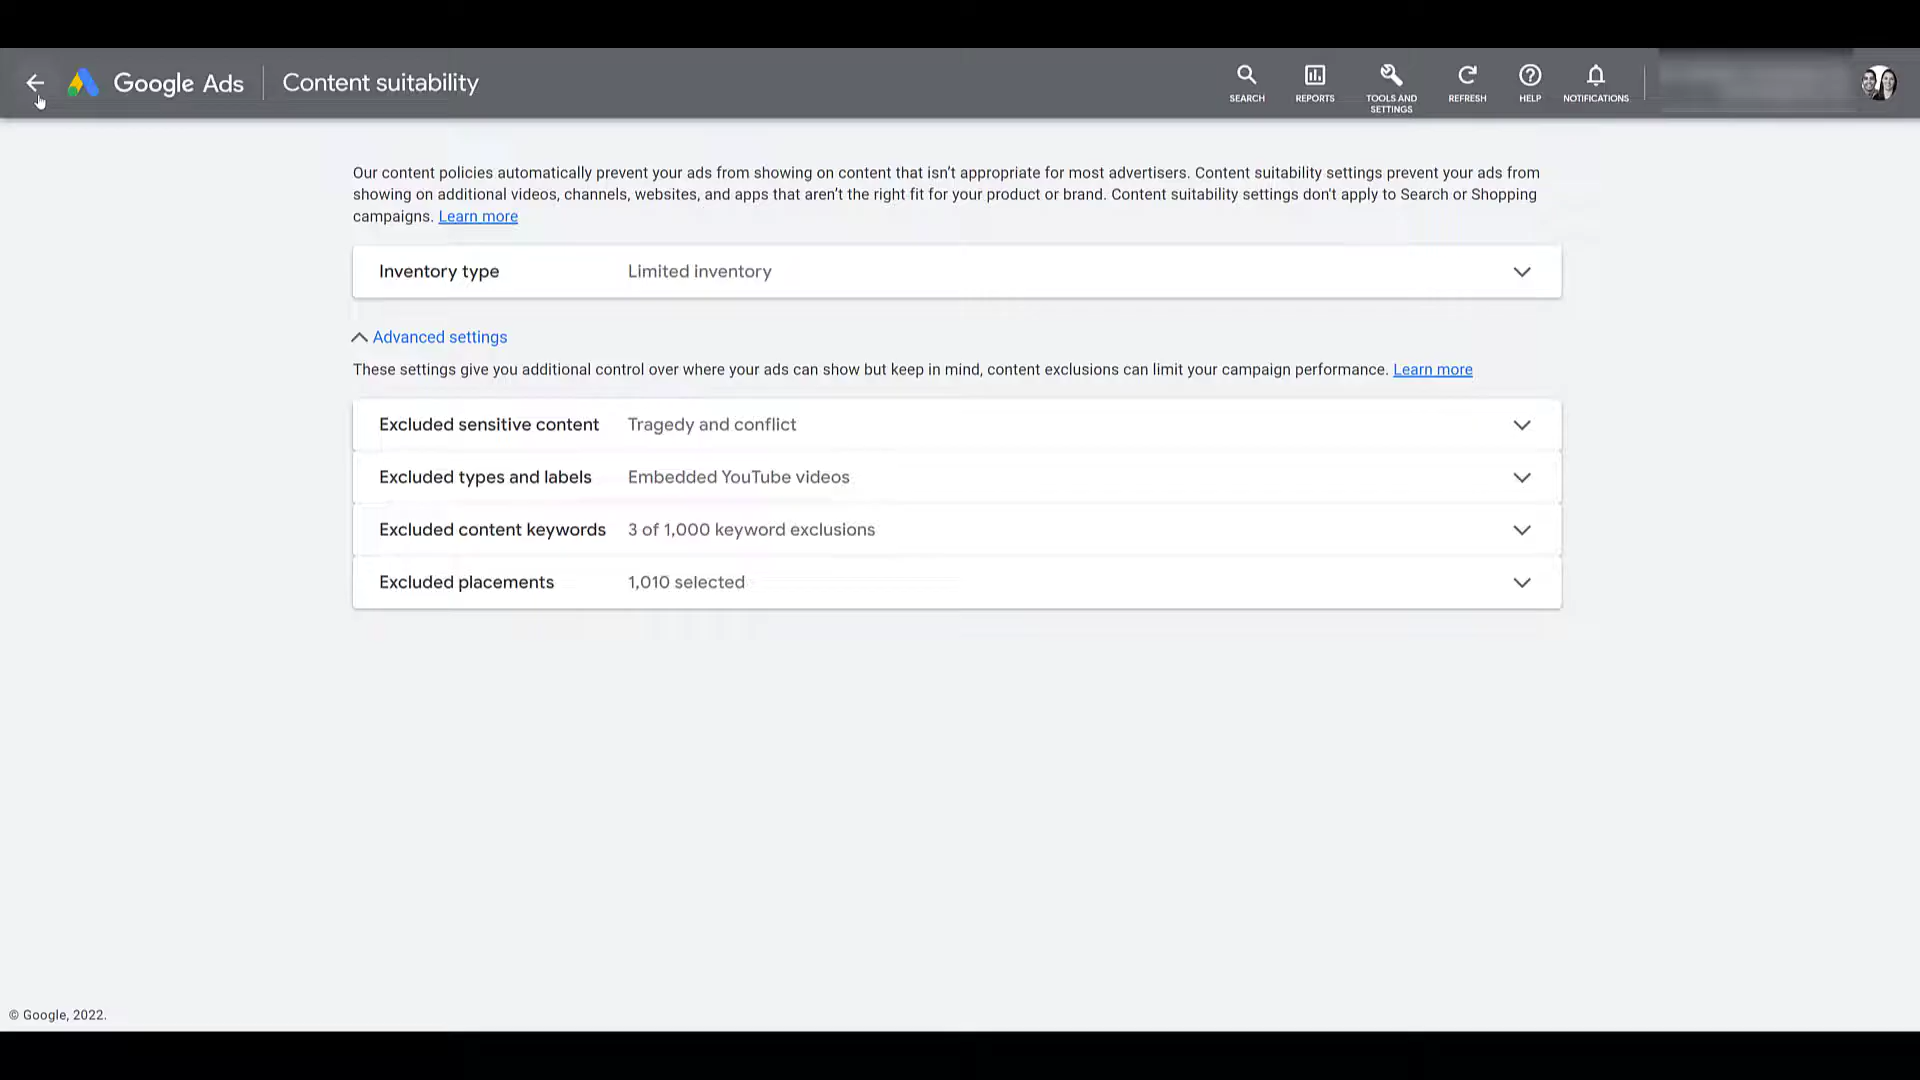 Google Ads
Content suitability
SEARCH
REPORTS
TOOLS AND
SETTINGS
REFRESH
HELP
NOTIFICATIONS
Our content policies automatically prevent your ads from showing on content that isn't appropriate for most advertisers. Content suitability settings prevent your ads from
showing on additional videos, channels, websites, and apps that aren't the right fit for your product or brand. Content suitability settings don't apply to Search or Shopping
campaigns. Learn more
Inventory type Limited inventory
Advanced settings
These settings give you additional control over where your ads can show but keep in mind, content exclusions can limit your campaign performance. Learn more
Excluded sensitive content Tragedy and conflict
Excluded types and labels Embedded YouTube videos
Excluded content keywords 3 of 1,000 keyword exclusions
Excluded placements 1,010 selected
© Google, 2022.